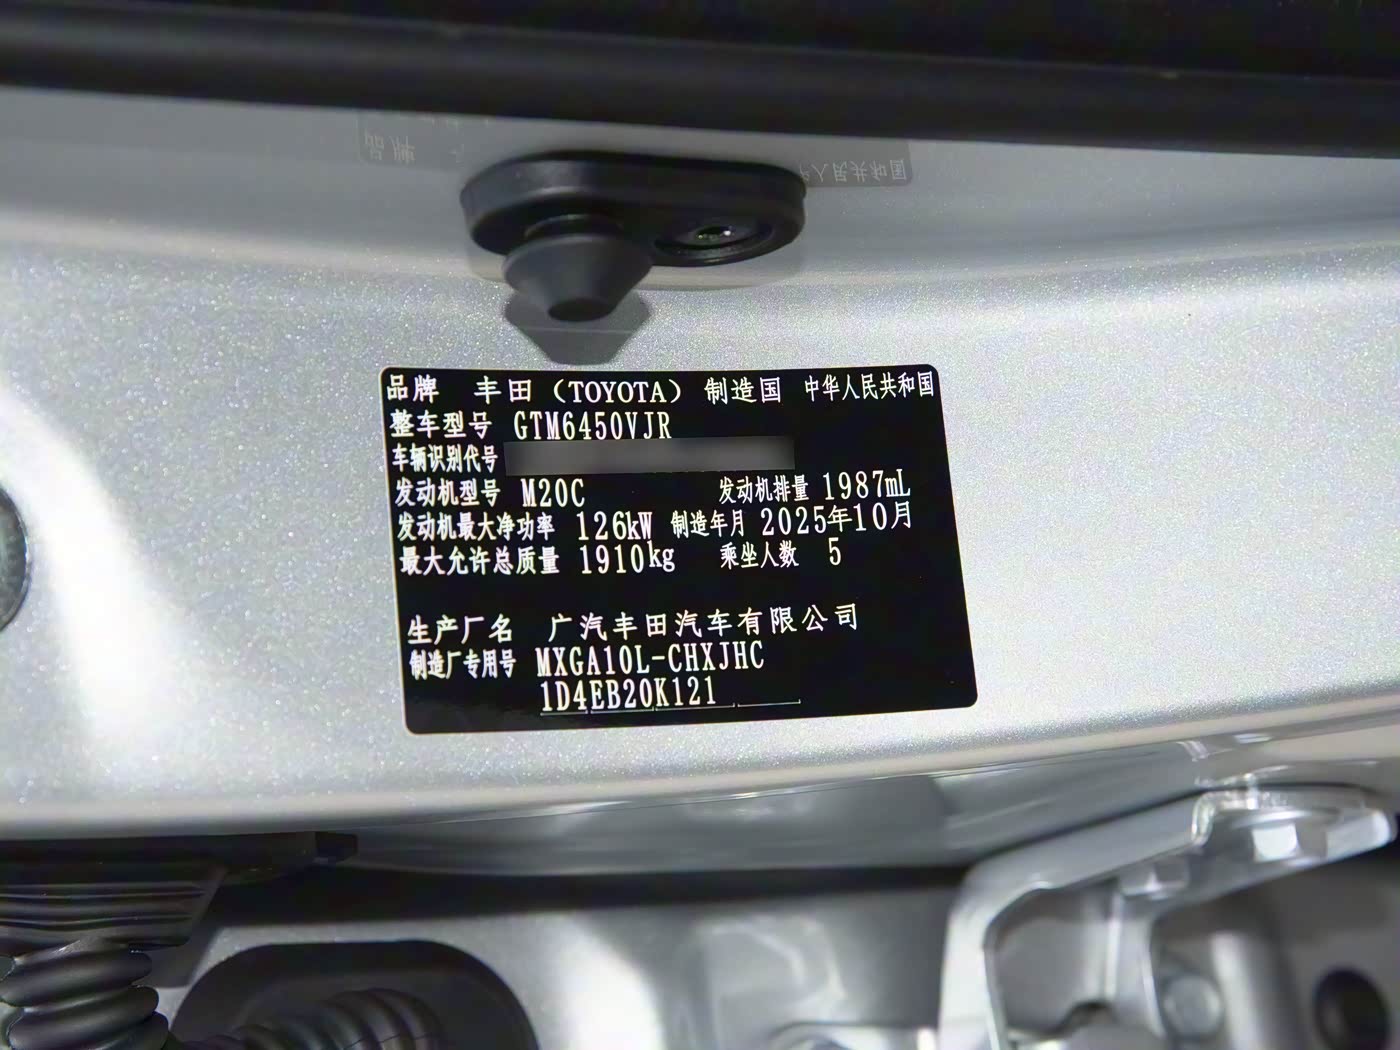 品牌 丰田（TOYOTA） 制造国 中华人民共和国
整车型号 GTM6450VJR
车辆识别代号
发动机型号 M20C 发动机排量 1987mL
发动机最大净功率 126kW 制造年月 2025年10月
最大允许总质量 1910kg 乘坐人数 5
生产厂名 广汽丰田汽车有限公司
制造厂专用号 MXGA10L-CHXJHC
1D4EB20K121